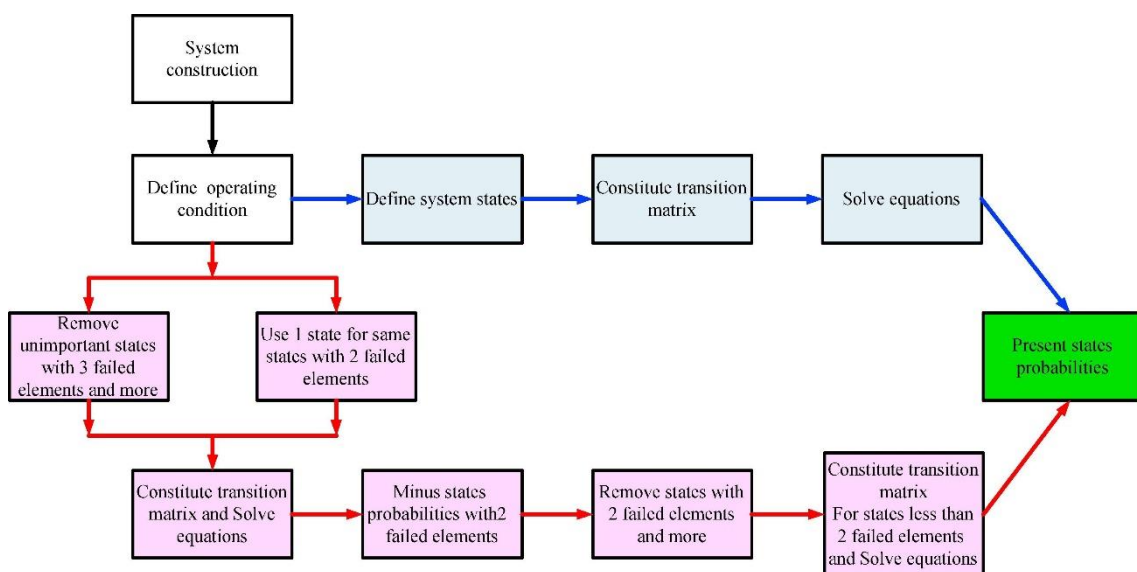 System
construction
Define operating
condition
Define system states
Constitute transition
matrix
Solve equations
Remove
unimportant states
with 3 failed
elements and more
Use 1 state for same
states with 2 failed
elements
Present states
probabilities
Constitute transition
matrix and Solve
equations
Minus states
probabilities with2
failed elements
Remove states with
2 failed elements
and more
Constitute transition
matrix
For states less than
2 failed elements
and Solve equations